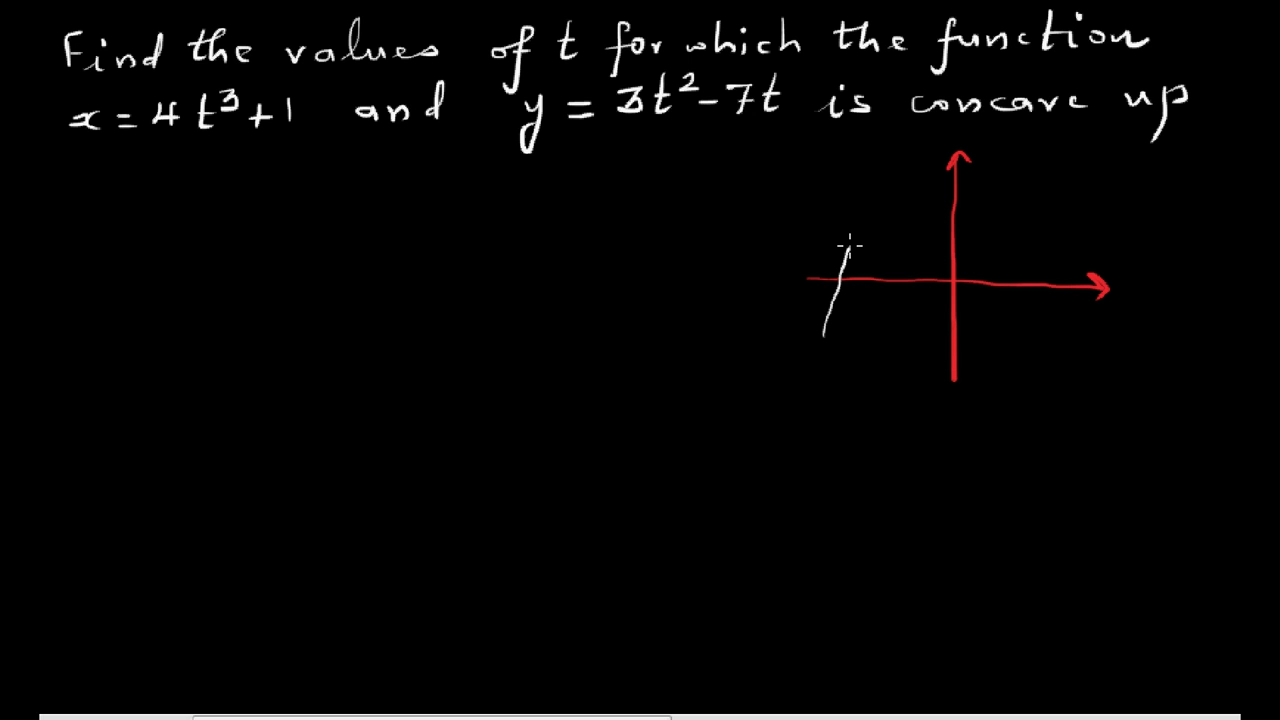 Find the values of t for which the function
x = 4t³+1 and y = 3t²-7t is concave up